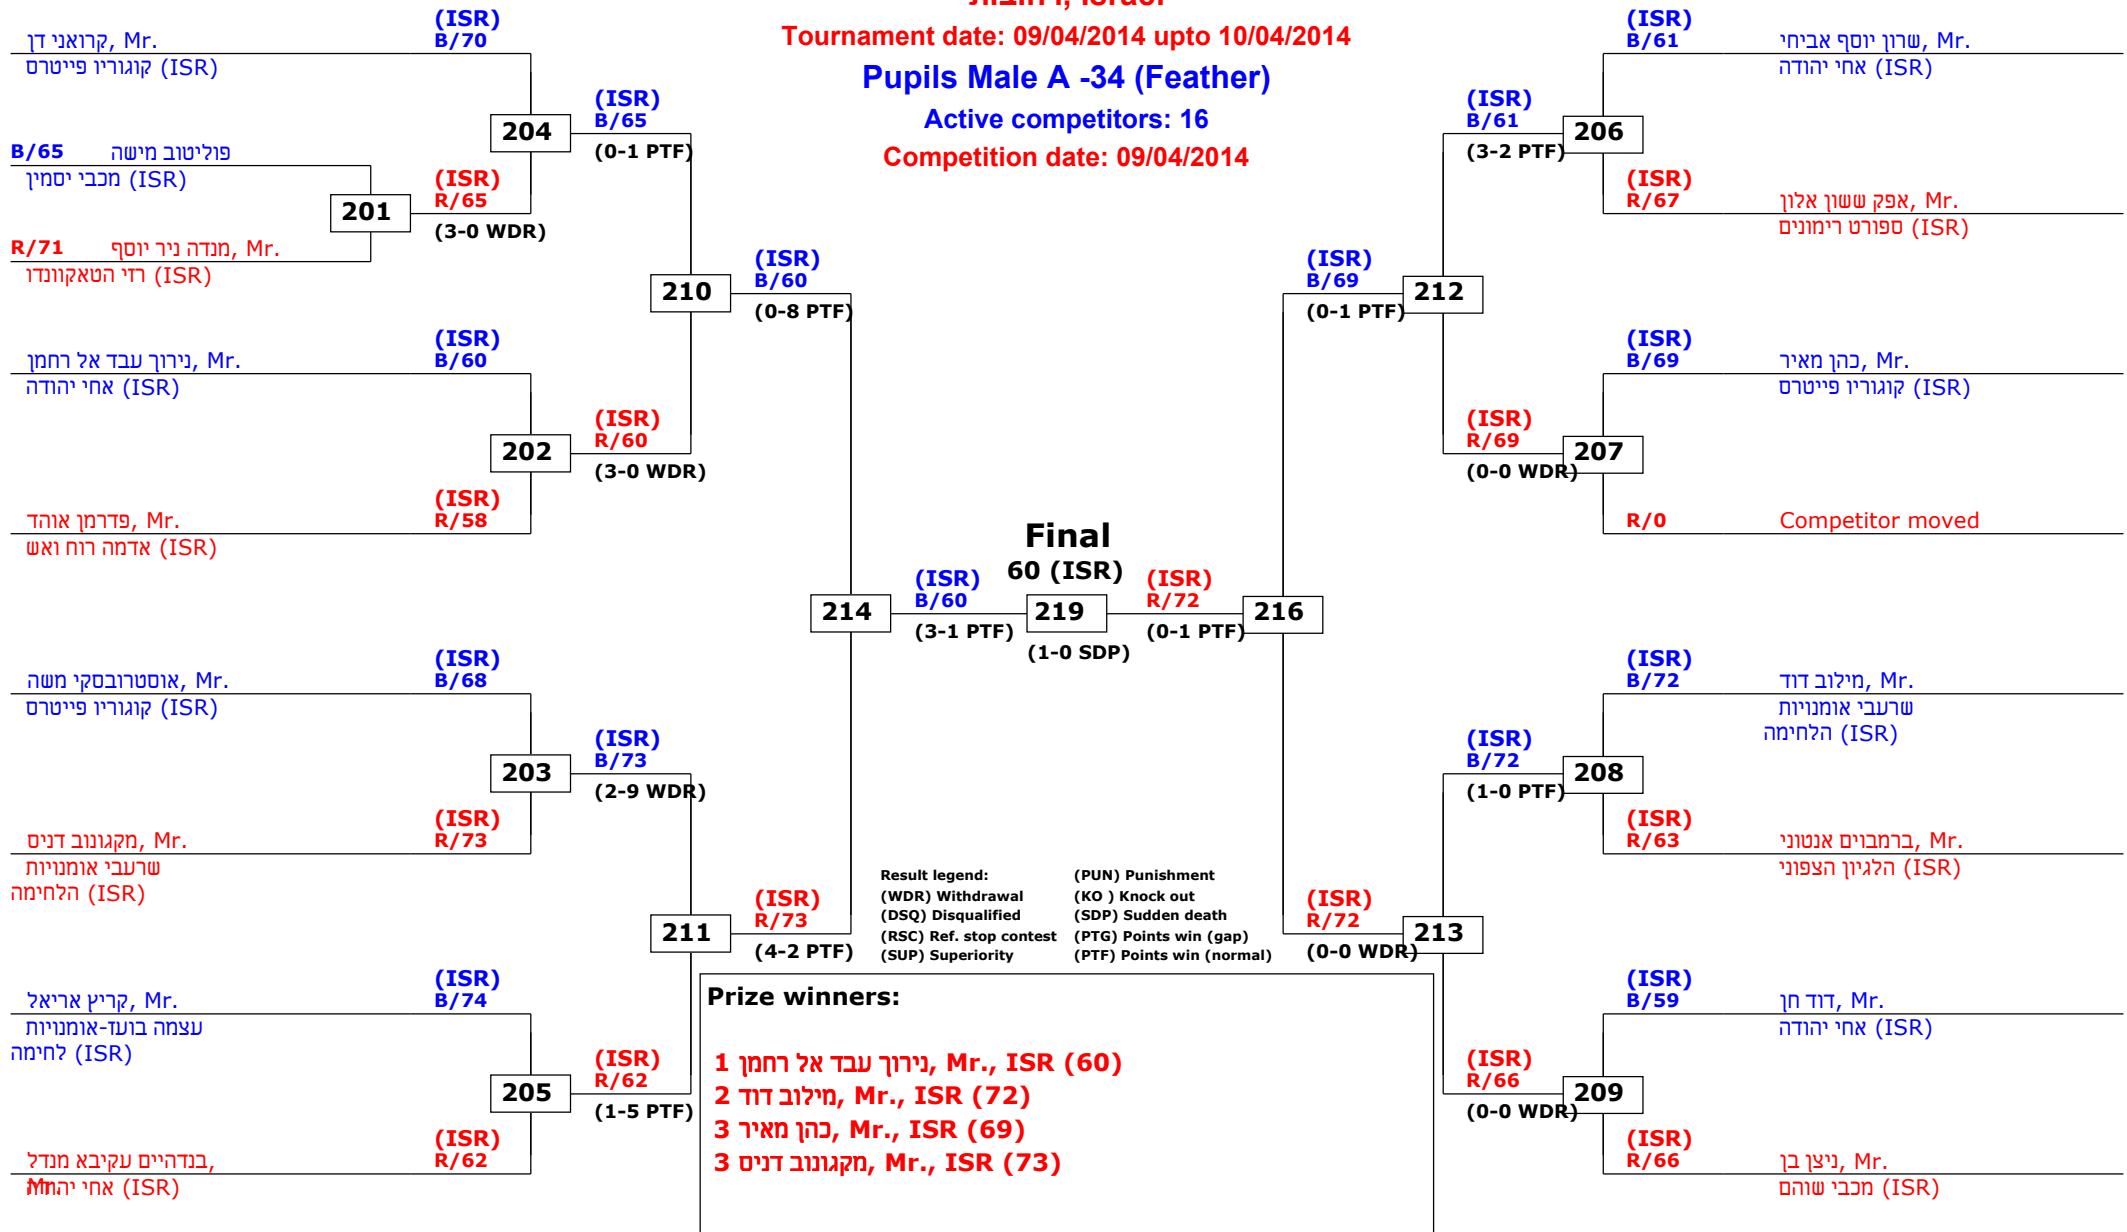 רחובות, Israel
Tournament date: 09/04/2014 upto 10/04/2014
Pupils Male A -34 (Feather)
Active competitors: 16
Competition date: 09/04/2014
קרואני דן, Mr.
קוגוריו פייטרס (ISR)
(ISR)
B/70
B/65 פוליטוב מישה
מכבי יסמין (ISR)
R/71 מנדה ניר יוסף, Mr.
רזי הטאקוונדו (ISR)
201
(ISR)
R/65
(3-0 WDR)
204
(ISR)
B/65
(0-1 PTF)
נירוך עבד אל רחמן, Mr.
אחי יהודה (ISR)
(ISR)
B/60
פדרמן אוהד, Mr.
אדמה רוח ואש (ISR)
(ISR)
R/58
202
(ISR)
R/60
(3-0 WDR)
210
(ISR)
B/60
(0-8 PTF)
אוסטרובסקי משה, Mr.
קוגוריו פייטרס (ISR)
(ISR)
B/68
מקגונוב דניס, Mr.
שרעבי אומנויות
הלחימה (ISR)
(ISR)
R/73
203
(ISR)
B/73
(2-9 WDR)
קריץ אריאל, Mr.
עצמה בועז-אומנויות
לחימה (ISR)
(ISR)
B/74
בנדהיים עקיבא מנדל,
Mr.
אחי יהודה (ISR)
(ISR)
R/62
205
(ISR)
R/62
(1-5 PTF)
211
(ISR)
R/73
(4-2 PTF)
214
(ISR)
B/60
(3-1 PTF)
Final
60 (ISR)
219
(1-0 SDP)
(ISR)
R/72
(0-1 PTF)
216
(ISR)
B/69
(0-1 PTF)
212
(ISR)
B/61
(3-2 PTF)
206
(ISR)
B/61
שרון יוסף אביחי, Mr.
אחי יהודה (ISR)
(ISR)
R/67
אפק ששון אלון, Mr.
ספורט רימונים (ISR)
(ISR)
R/69
(0-0 WDR)
207
(ISR)
B/69
כהן מאיר, Mr.
קוגוריו פייטרס (ISR)
R/0
Competitor moved
(ISR)
R/72
(0-0 WDR)
213
(ISR)
B/72
(1-0 PTF)
208
(ISR)
B/72
מילוב דוד, Mr.
שרעבי אומנויות
הלחימה (ISR)
(ISR)
R/63
ברמבוים אנטוני, Mr.
הלגיון הצפוני (ISR)
(ISR)
R/66
(0-0 WDR)
209
(ISR)
B/59
דוד חן, Mr.
אחי יהודה (ISR)
(ISR)
R/66
ניצן בן, Mr.
מכבי שוהם (ISR)
Result legend: (PUN) Punishment
(WDR) Withdrawal (KO ) Knock out
(DSQ) Disqualified (SDP) Sudden death
(RSC) Ref. stop contest (PTG) Points win (gap)
(SUP) Superiority (PTF) Points win (normal)
Prize winners:
1 נירוך עבד אל רחמן, Mr., ISR (60)
2 מילוב דוד, Mr., ISR (72)
3 כהן מאיר, Mr., ISR (69)
3 מקגונוב דניס, Mr., ISR (73)